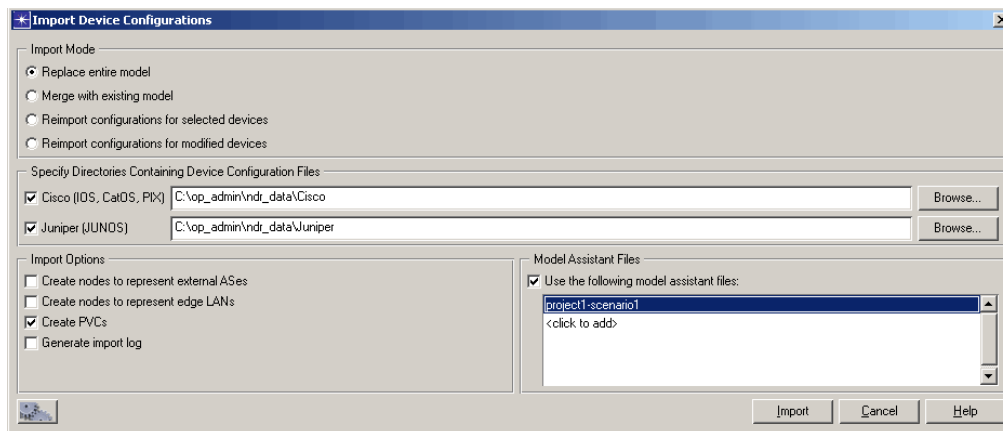 Import Device Configurations
Import Mode
Replace entire model
Merge with existing model
Reimport configurations for selected devices
Reimport configurations for modified devices
Specify Directories Containing Device Configuration Files
Cisco (IOS, CatOS, PIX) C:\op_admin\ndr_data\Cisco Browse...
Juniper (JUNOS) C:\op_admin\ndr_data\Juniper Browse...
Import Options
Create nodes to represent external ASes
Create nodes to represent edge LANs
Create PVCs
Generate import log
Model Assistant Files
Use the following model assistant files:
project1-scenario1
<click to add>
Import Cancel Help